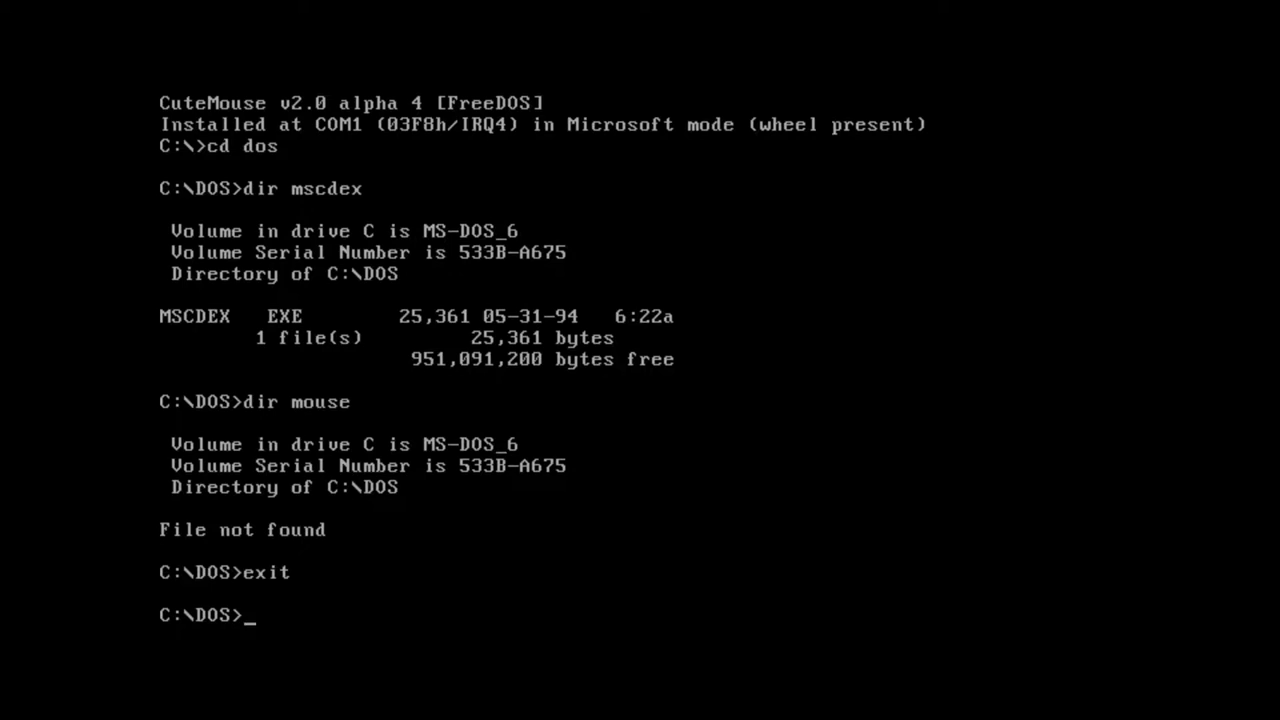 CuteMouse v2.0 alpha 4 [FreeDOS]
Installed at COM1 (03F8h/IRQ4) in Microsoft mode (wheel present)
C:\>cd dos
C:\DOS>dir mscdex
Volume in drive C is MS-DOS_6
Volume Serial Number is 533B-A675
Directory of C:\DOS
MSCDEX   EXE        25,361 05-31-94   6:22a
1 file(s)         25,361 bytes
951,091,200 bytes free
C:\DOS>dir mouse
Volume in drive C is MS-DOS_6
Volume Serial Number is 533B-A675
Directory of C:\DOS
File not found
C:\DOS>exit
C:\DOS>_